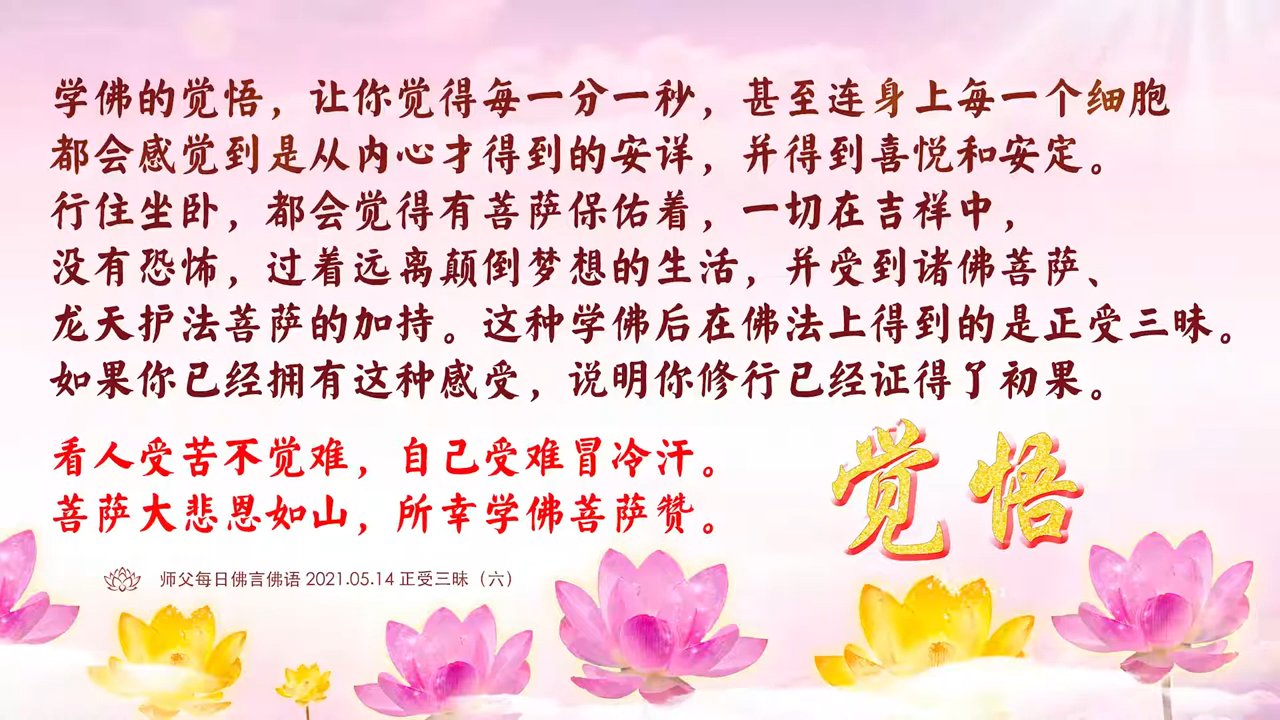 学佛的觉悟，让你觉得每一分一秒，甚至连身上每一个细胞
都会感觉到是从内心才得到的安详，并得到喜悦和安定。
行住坐卧，都会觉得有菩萨保佑着，一切在吉祥中，
没有恐怖，过着远离颠倒梦想的生活，并受到诸佛菩萨、
龙天护法菩萨的加持。这种学佛后在佛法上得到的是正受三昧。
如果你已经拥有这种感受，说明你修行已经证得了初果。
看人受苦不觉难，自己受难冒冷汗。
菩萨大悲恩如山，所幸学佛菩萨赞。
觉悟
师父每日佛言佛语 2021.05.14 正受三昧（六）